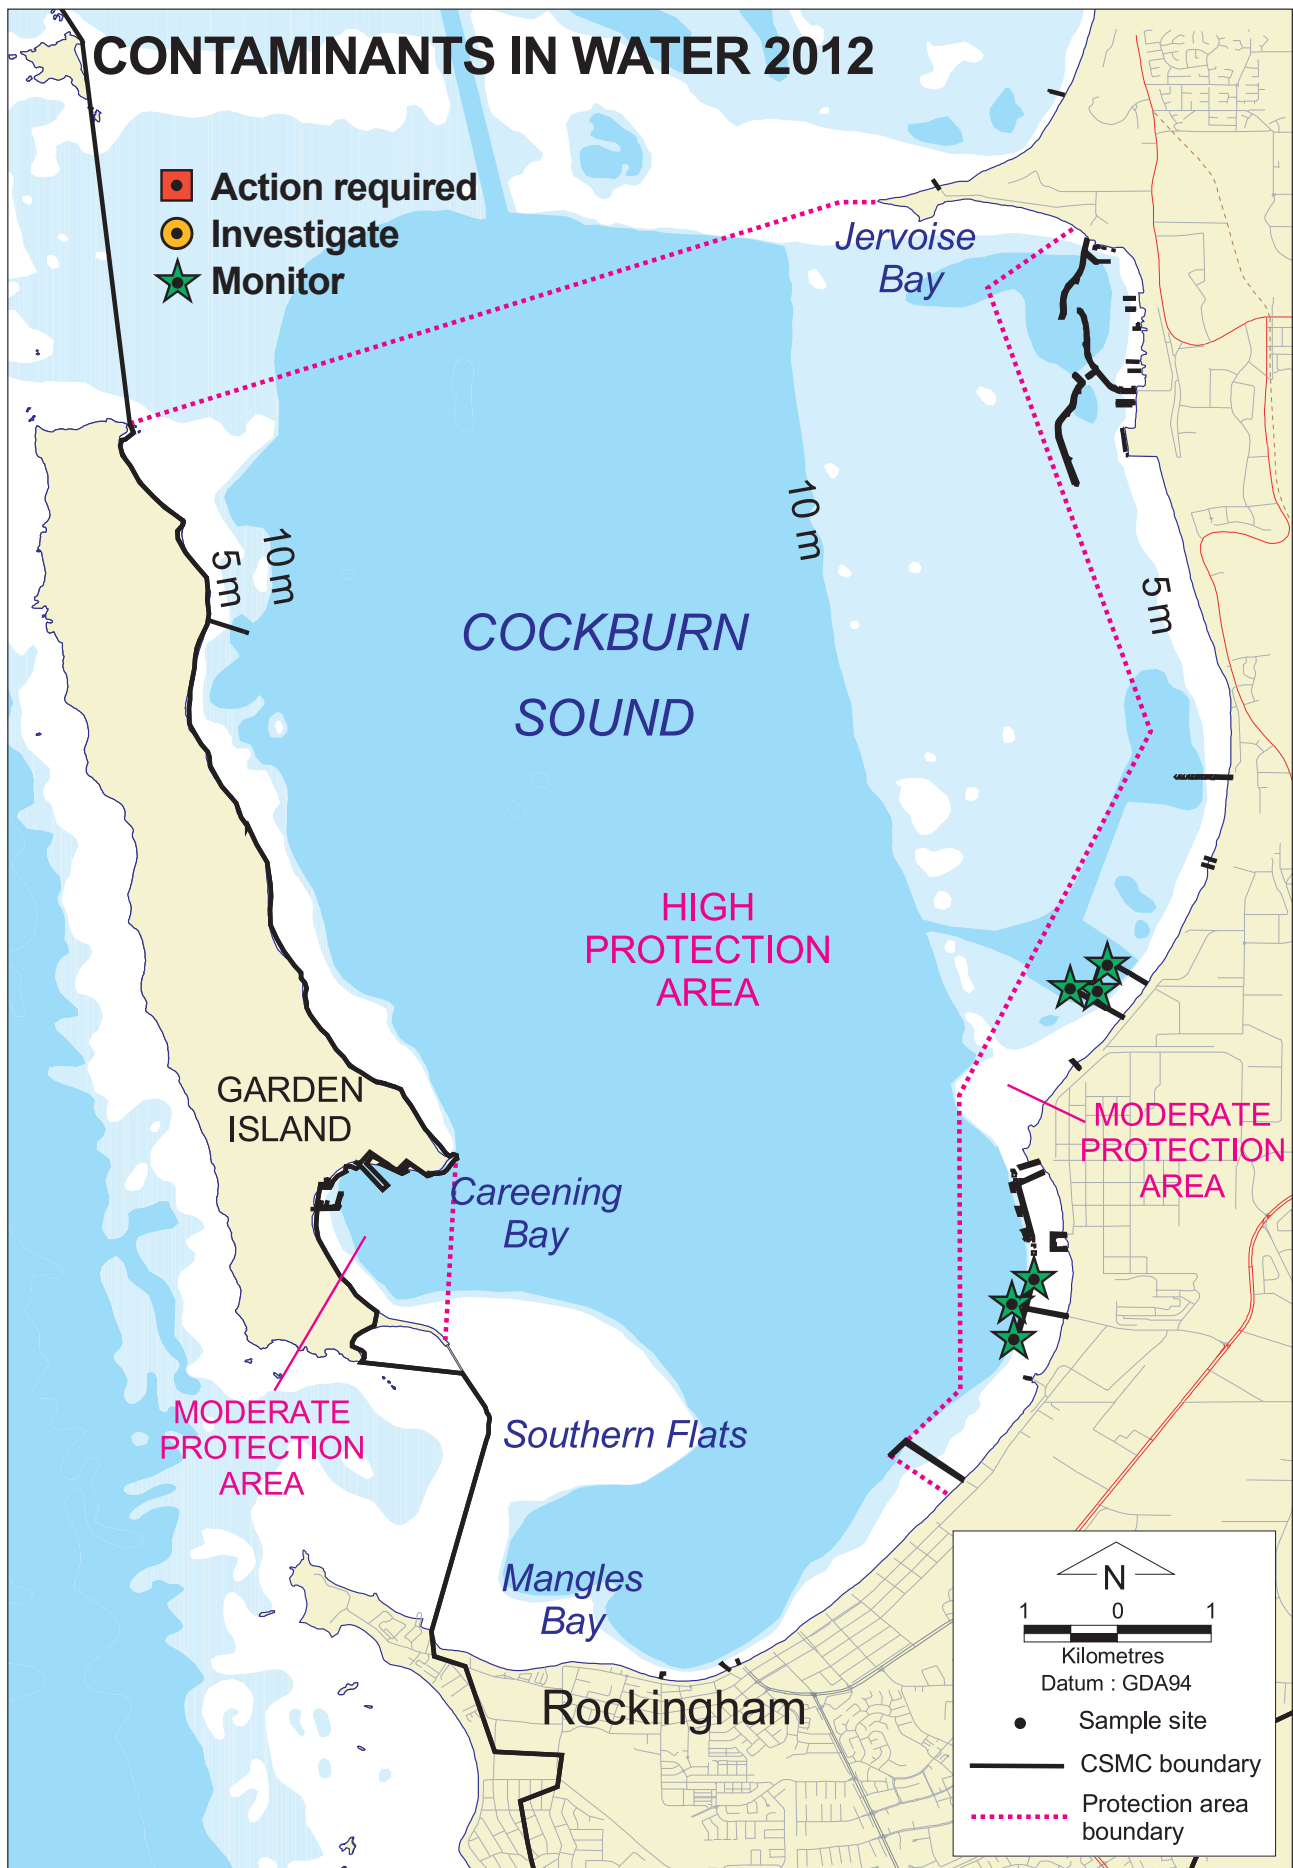 CONTAMINANTS IN WATER 2012
Action required
Investigate
Monitor
Jervoise
Bay
10 m
5 m
10 m
5 m
COCKBURN
SOUND
HIGH
PROTECTION
AREA
GARDEN
ISLAND
MODERATE
PROTECTION
AREA
Careening
Bay
MODERATE
PROTECTION
AREA
Southern Flats
Mangles
Bay
Rockingham
N
1 0 1
Kilometres
Datum : GDA94
Sample site
CSMC boundary
Protection area
boundary